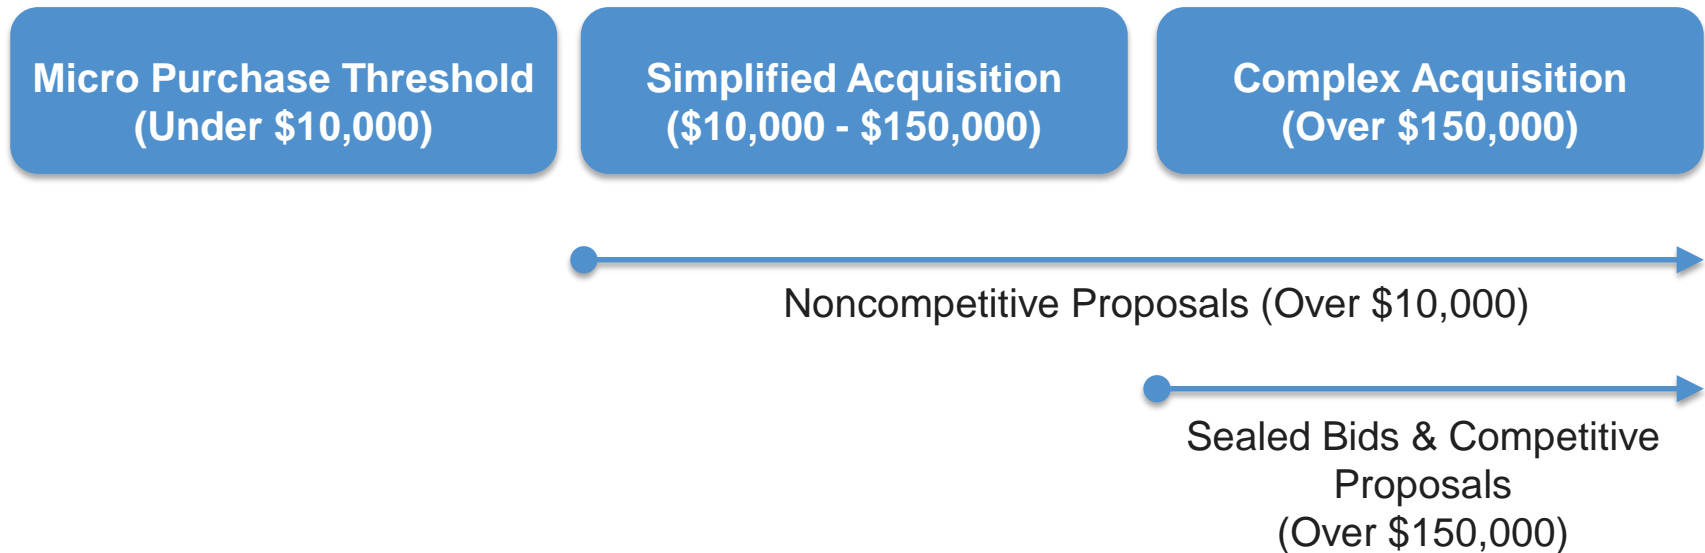 Micro Purchase Threshold
(Under $10,000)
Simplified Acquisition
($10,000 - $150,000)
Complex Acquisition
(Over $150,000)
Noncompetitive Proposals (Over $10,000)
Sealed Bids & Competitive
Proposals
(Over $150,000)